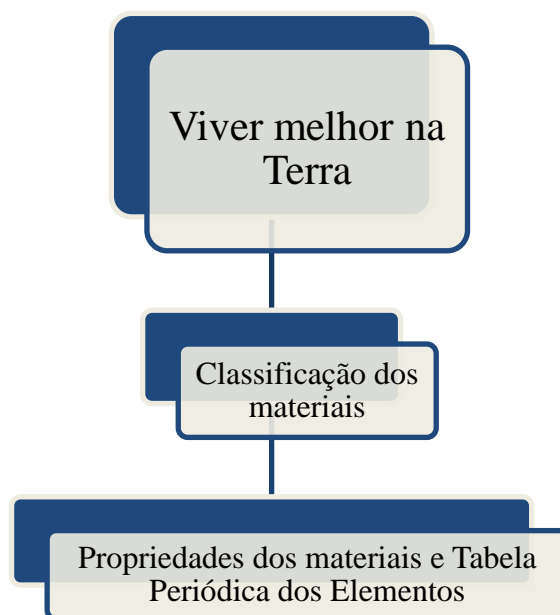 Viver melhor na
Terra
Classificação dos
materiais
Propriedades dos materiais e Tabela
Periódica dos Elementos